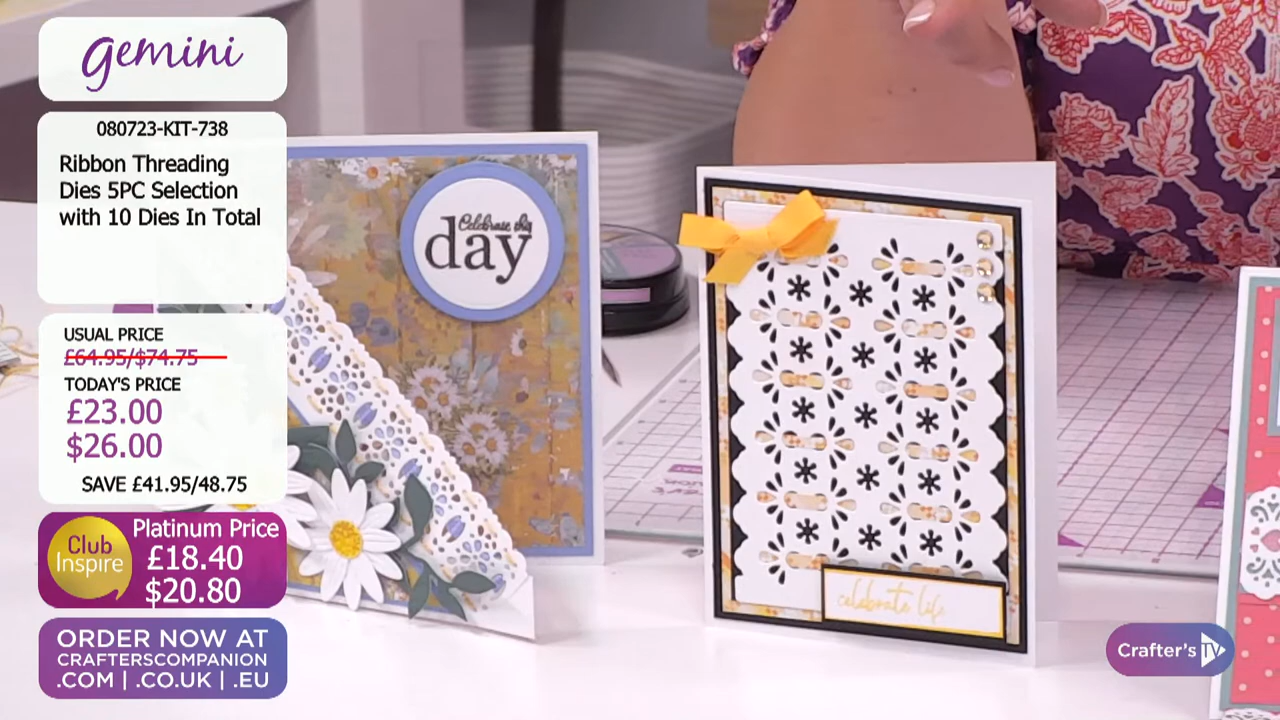 gemini
080723-KIT-738
Ribbon Threading
Dies 5PC Selection
with 10 Dies In Total
USUAL PRICE
£64.95/$74.75
TODAY'S PRICE
£23.00
$26.00
SAVE £41.95/48.75
Club
Inspire
Platinum Price
£18.40
$20.80
ORDER NOW AT
CRAFTERSCOMPANION
.COM | .CO.UK | .EU
Celebrate this
day
celebrate life
Crafter's TV